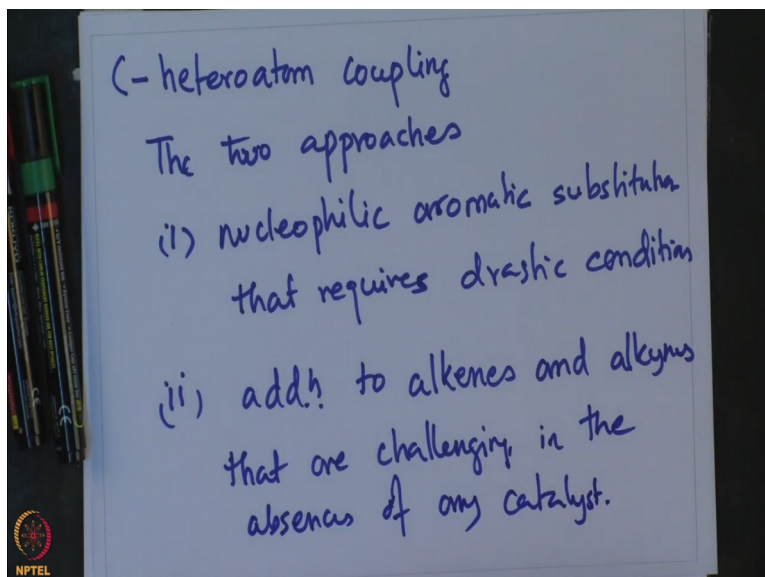 C- heteroatom coupling
The two approaches
(i) nucleophilic aromatic substitution
that requires drastic condition
(ii) addn to alkenes and alkynes
that are challenging in the
absence of any catalyst.
NPTEL